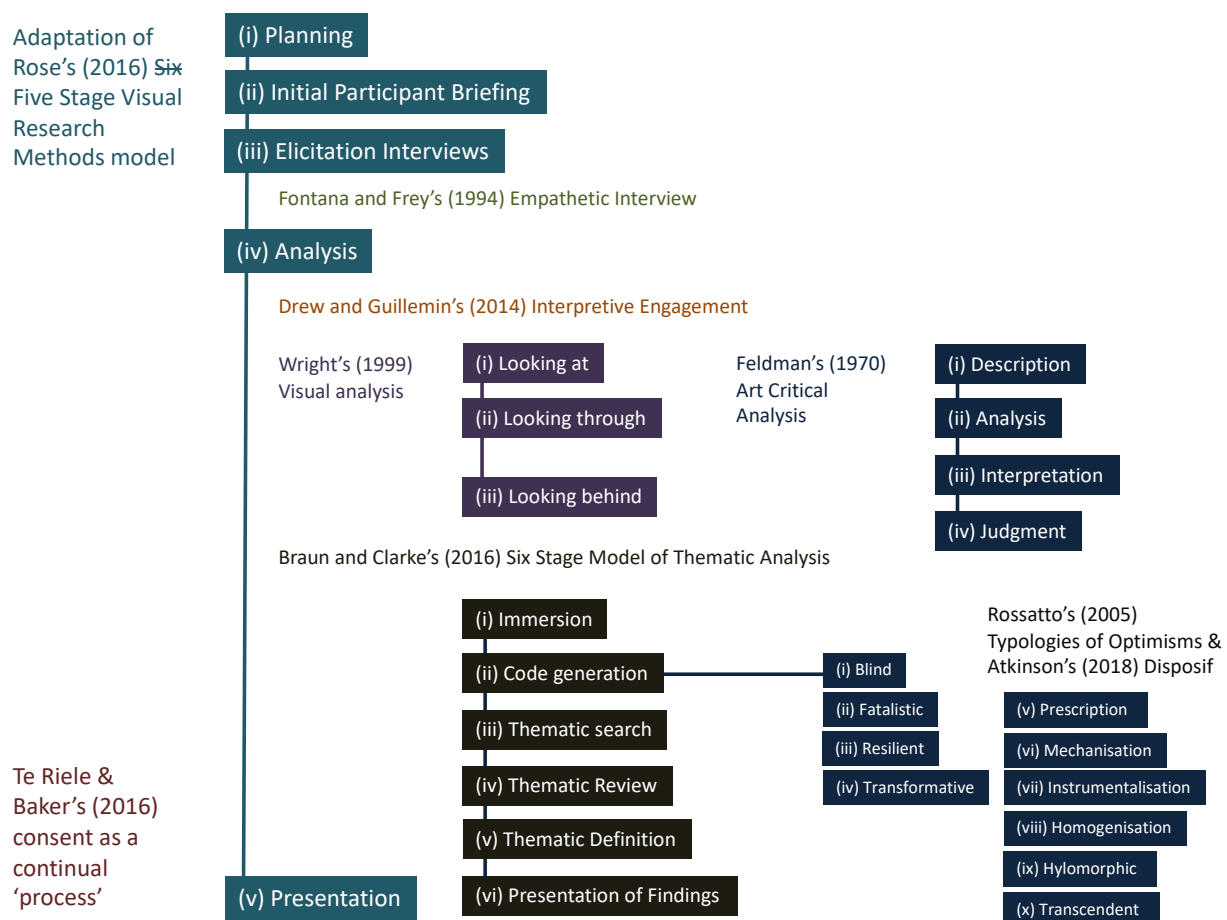 Adaptation of
Rose's (2016) Six
Five Stage Visual
Research
Methods model
(i) Planning
(ii) Initial Participant Briefing
(iii) Elicitation Interviews
Fontana and Frey's (1994) Empathetic Interview
(iv) Analysis
Drew and Guillemin's (2014) Interpretive Engagement
Wright's (1999)
Visual analysis
(i) Looking at
(ii) Looking through
(iii) Looking behind
Feldman's (1970)
Art Critical
Analysis
(i) Description
(ii) Analysis
(iii) Interpretation
(iv) Judgment
Braun and Clarke's (2016) Six Stage Model of Thematic Analysis
(i) Immersion
(ii) Code generation
(iii) Thematic search
(iv) Thematic Review
(v) Thematic Definition
(vi) Presentation of Findings
Rossatto's (2005)
Typologies of Optimisms &
Atkinson's (2018) Disposif
(i) Blind
(ii) Fatalistic
(iii) Resilient
(iv) Transformative
(v) Prescription
(vi) Mechanisation
(vii) Instrumentalisation
(viii) Homogenisation
(ix) Hylomorphic
(x) Transcendent
Te Riele &
Baker's (2016)
consent as a
continual
'process'
(v) Presentation